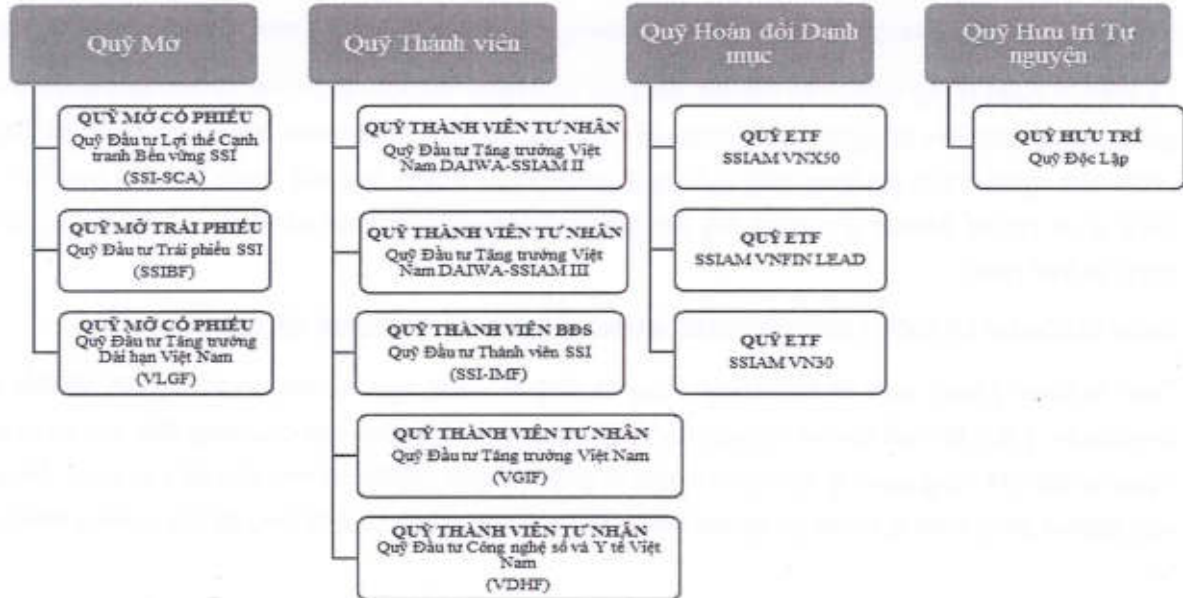 Quỹ Mở
QUỸ MỞ CỔ PHIẾU
Quỹ Đầu tư Lợi thế Cạnh
tranh Bền vững SSI
(SSI-SCA)
QUỸ MỞ TRÁI PHIẾU
Quỹ Đầu tư Trái phiếu SSI
(SSIBF)
QUỸ MỞ CỔ PHIẾU
Quỹ Đầu tư Tăng trưởng
Dài hạn Việt Nam
(VLGF)
Quỹ Thành viên
QUỸ THÀNH VIÊN TƯ NHÂN
Quỹ Đầu tư Tăng trưởng Việt
Nam DAIWA-SSIAM II
QUỸ THÀNH VIÊN TƯ NHÂN
Quỹ Đầu tư Tăng trưởng Việt
Nam DAIWA-SSIAM III
QUỸ THÀNH VIÊN BĐS
Quỹ Đầu tư Thành viên SSI
(SSI-IMF)
QUỸ THÀNH VIÊN TƯ NHÂN
Quỹ Đầu tư Tăng trưởng Việt Nam
(VGIF)
QUỸ THÀNH VIÊN TƯ NHÂN
Quỹ Đầu tư Công nghệ số và Y tế Việt
Nam
(VDHF)
Quỹ Hoán đổi Danh
mục
QUỸ ETF
SSIAM VNX50
QUỸ ETF
SSIAM VNFIN LEAD
QUỸ ETF
SSIAM VN30
Quỹ Hưu trí Tự
nguyện
QUỸ HƯU TRÍ
Quỹ Độc Lập